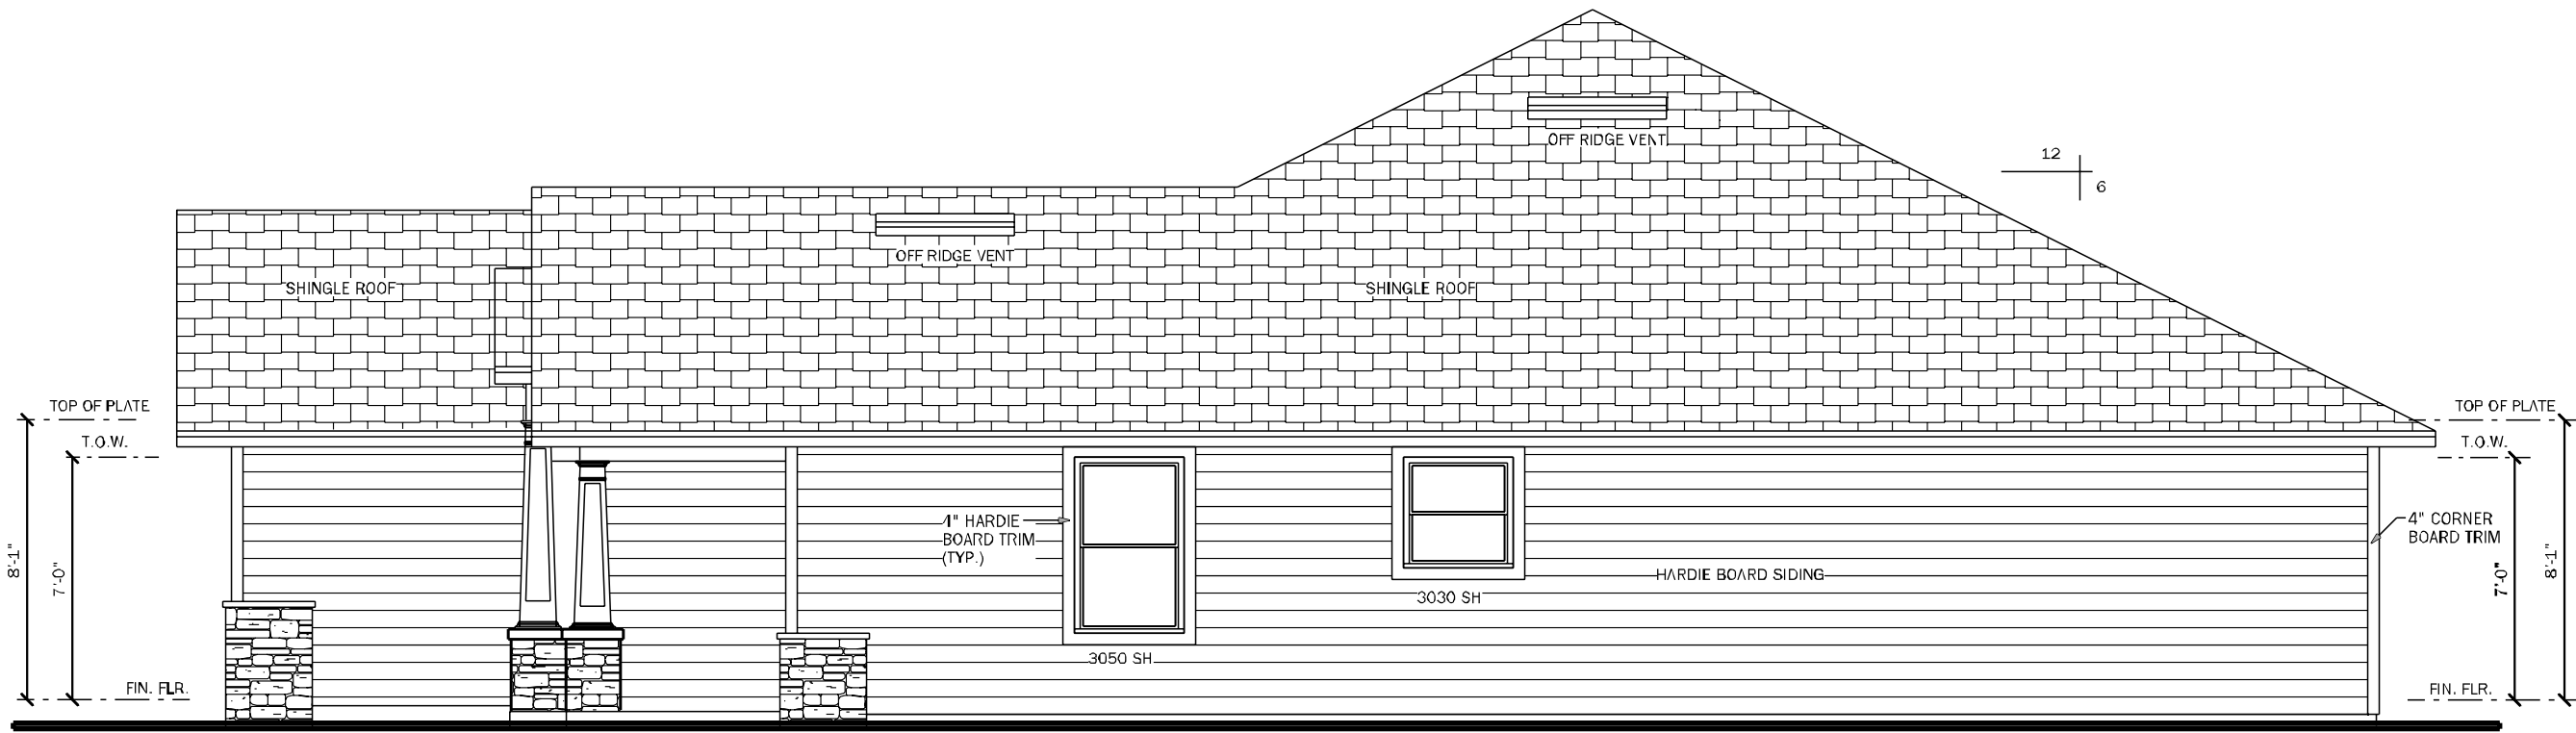 12
6
OFF RIDGE VENT
OFF RIDGE VENT
SHINGLE ROOF
SHINGLE ROOF
TOP OF PLATE
T.O.W.
8'-1"
7'-0"
FIN. FLR.
4" HARDIE
BOARD TRIM
(TYP.)
3050 SH
3030 SH
HARDIE BOARD SIDING
TOP OF PLATE
T.O.W.
4" CORNER
BOARD TRIM
7'-0"
8'-1"
FIN. FLR.